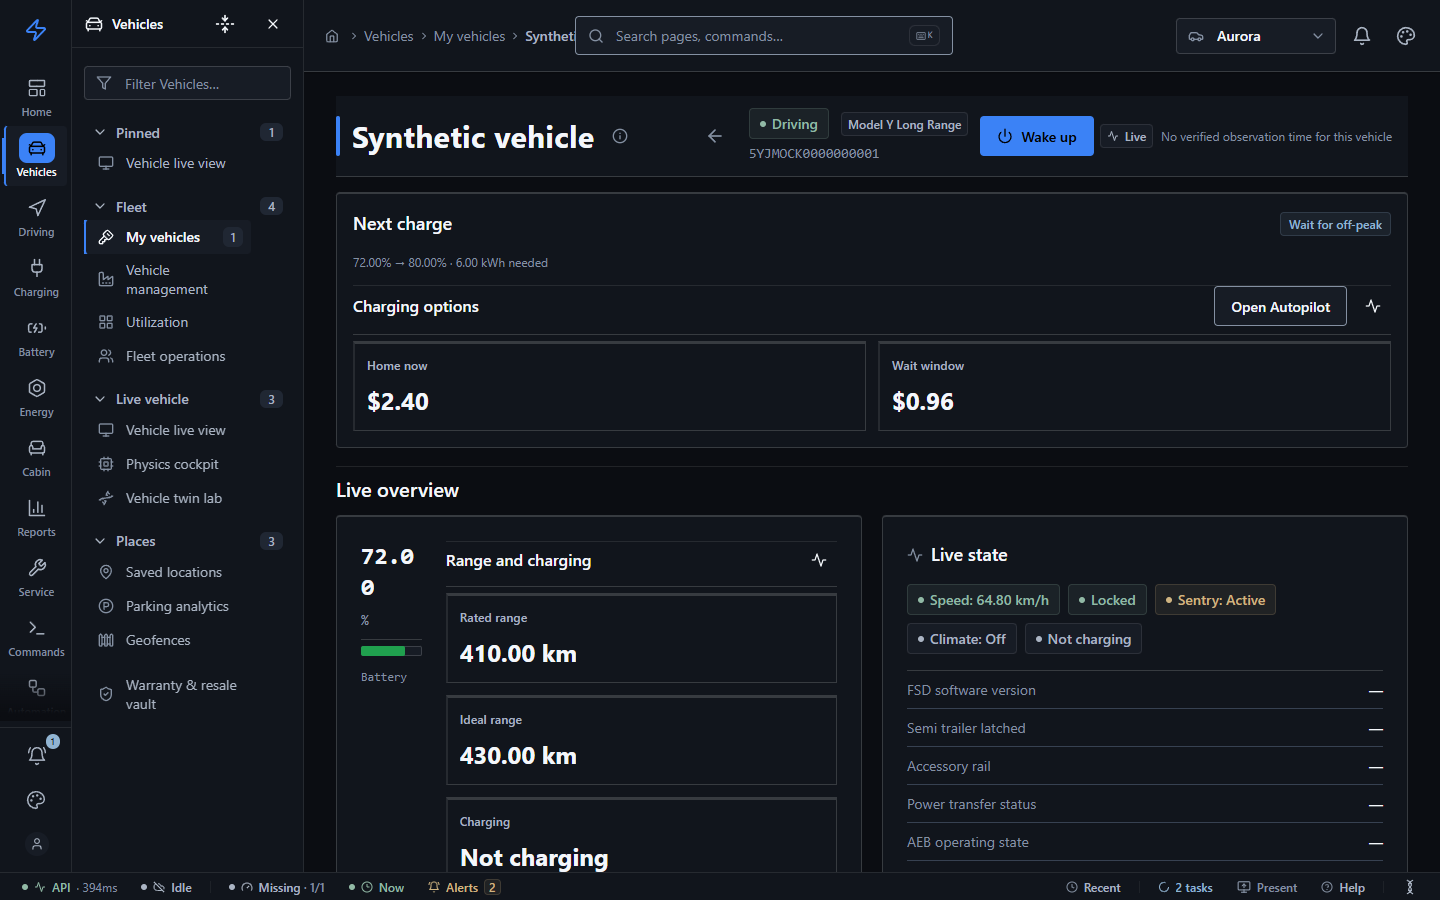 Vehicles
Vehicles
My vehicles
Syntheti
Search pages, commands...
K
Aurora
Home
Vehicles
Driving
Charging
Battery
Energy
Cabin
Reports
Service
Commands
1
Filter Vehicles...
Pinned
1
Vehicle live view
Fleet
4
My vehicles
1
Vehicle
management
Utilization
Fleet operations
Live vehicle
3
Vehicle live view
Physics cockpit
Vehicle twin lab
Places
3
Saved locations
Parking analytics
Geofences
Warranty & resale
vault
Synthetic vehicle
Driving
Model Y Long Range
5YJMOCK0000000001
Wake up
Live
No verified observation time for this vehicle
Next charge
Wait for off-peak
72.00% → 80.00% · 6.00 kWh needed
Charging options
Open Autopilot
Home now
$2.40
Wait window
$0.96
Live overview
72.0
0
%
Battery
Range and charging
Rated range
410.00 km
Ideal range
430.00 km
Charging
Not charging
Live state
Speed: 64.80 km/h
Locked
Sentry: Active
Climate: Off
Not charging
FSD software version —
Semi trailer latched —
Accessory rail —
Power transfer status —
AEB operating state —
API · 394ms
Idle
Missing · 1/1
Now
Alerts 2
Recent
2 tasks
Present
Help